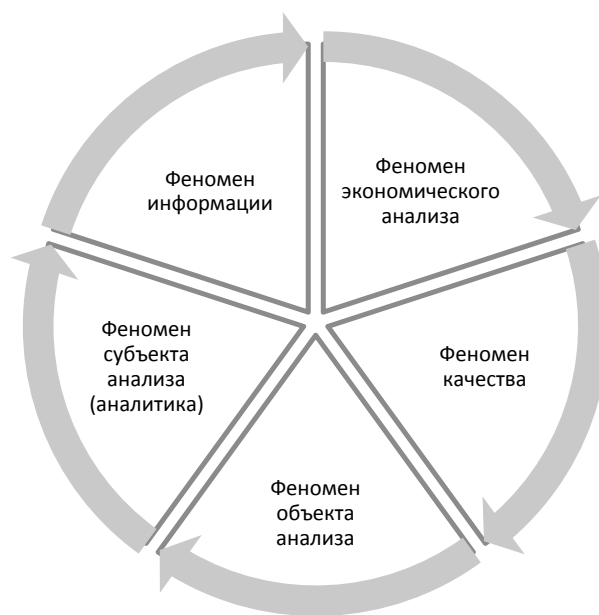 Феномен
информации
Феномен
экономического
анализа
Феномен
качества
Феномен
объекта
анализа
Феномен
субъекта
анализа
(аналитика)